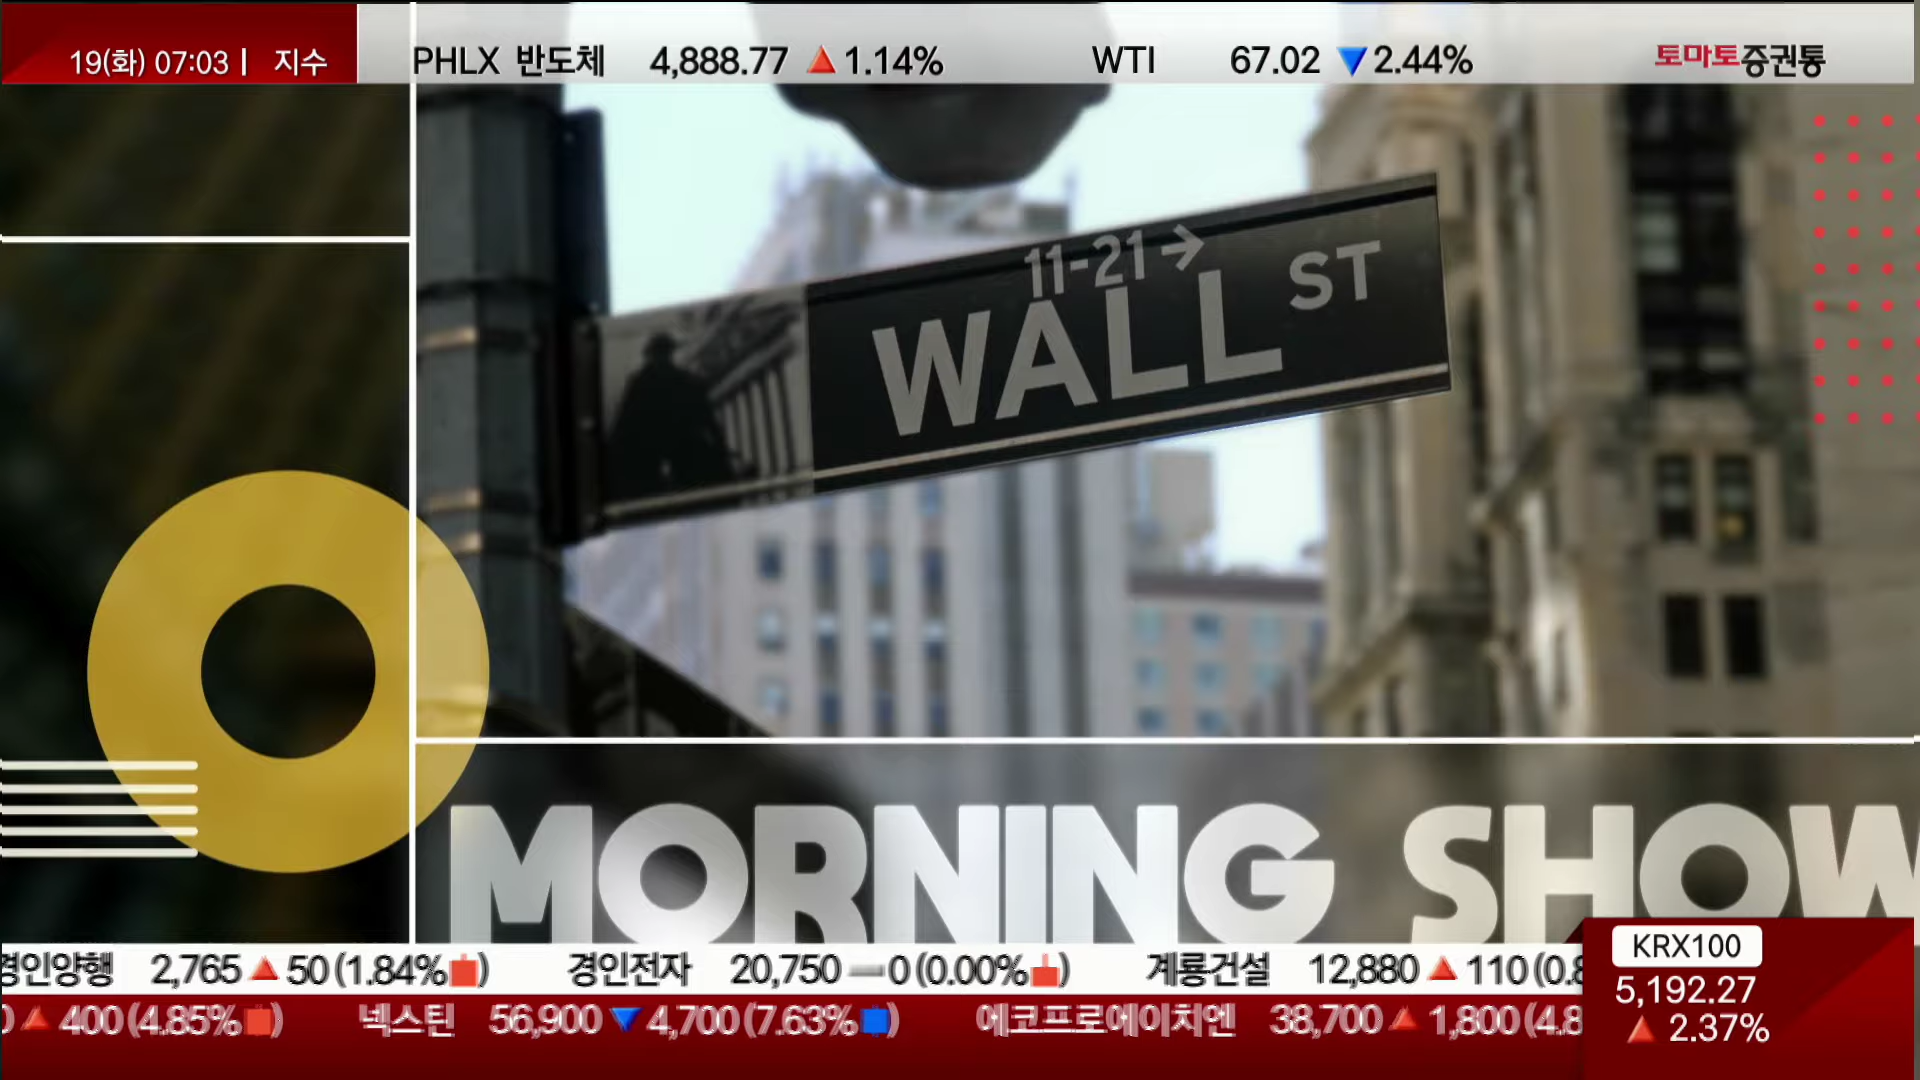 19(화) 07:03 | 지수 PHLX 반도체 4,888.77 ▲1.14% WTI 67.02 ▼2.44% 토마토증권통
11-21→
WALL ST
MORNING SHOW
경인양행 2,765 ▲50(1.84%) 경인전자 20,750 0(0.00%) 계룡건설 12,880 ▲110(0.8
▲400(4.85%) 넥스틴 56,900 ▼4,700(7.63%) 에코프로에이치엔 38,700 ▲1,800(4.8
KRX100
5,192.27
▲2.37%